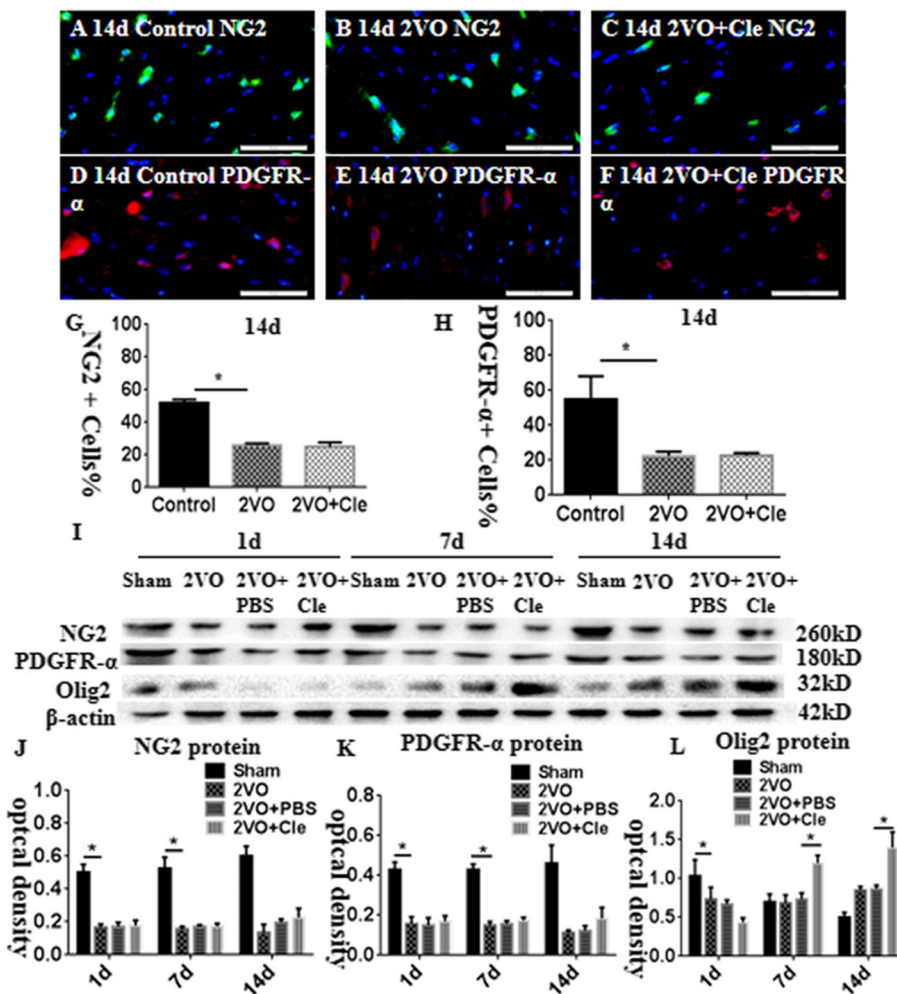 A 14d Control NG2
B 14d 2VO NG2
C 14d 2VO+Cle NG2
D 14d Control PDGFR-
α
E 14d 2VO PDGFR-α
F 14d 2VO+Cle PDGFR
α
G
14d
NG2 + Cells%
100
80
60
40
20
0
Control 2VO 2VO+Cle
*
H
14d
PDGFR-α+ Cells%
100
80
60
40
20
0
Control 2VO 2VO+Cle
*
I
1d 7d 14d
Sham 2VO 2VO+ 2VO+ Sham 2VO 2VO+ 2VO+ Sham 2VO 2VO+ 2VO+
PBS Cle PBS Cle PBS Cle
NG2 260kD
PDGFR-α 180kD
Olig2 32kD
β-actin 42kD
J
NG2 protein
Sham
2VO
2VO+PBS
2VO+Cle
optcal density
0.8
0.6
0.4
0.2
0.0
* *
1d 7d 14d
K
PDGFR-α protein
Sham
2VO
2VO+PBS
2VO+Cle
optcal density
0.8
0.6
0.4
0.2
0.0
* *
1d 7d 14d
L
Olig2 protein
Sham
2VO
2VO+PBS
2VO+Cle
optcal density
2.0
1.5
1.0
0.5
0.0
* * *
1d 7d 14d